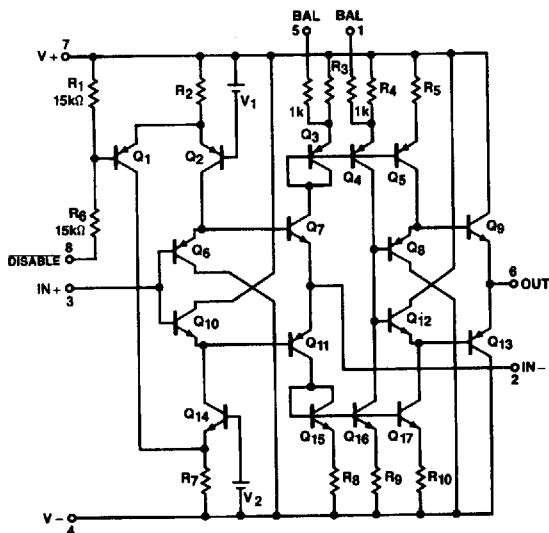 BAL BAL
5 1
7
V+
R1
15kΩ
R2
V1
R3
R4
R5
1k
1k
Q3
Q1
Q2
Q4
Q5
R6
15kΩ
Q7
Q9
Q6
Q8
8
DISABLE
6
OUT
IN+
3
Q10
Q12
Q11
Q13
IN−
2
Q14
Q15
Q16
Q17
R7
V2
R8
R9
R10
V−
4